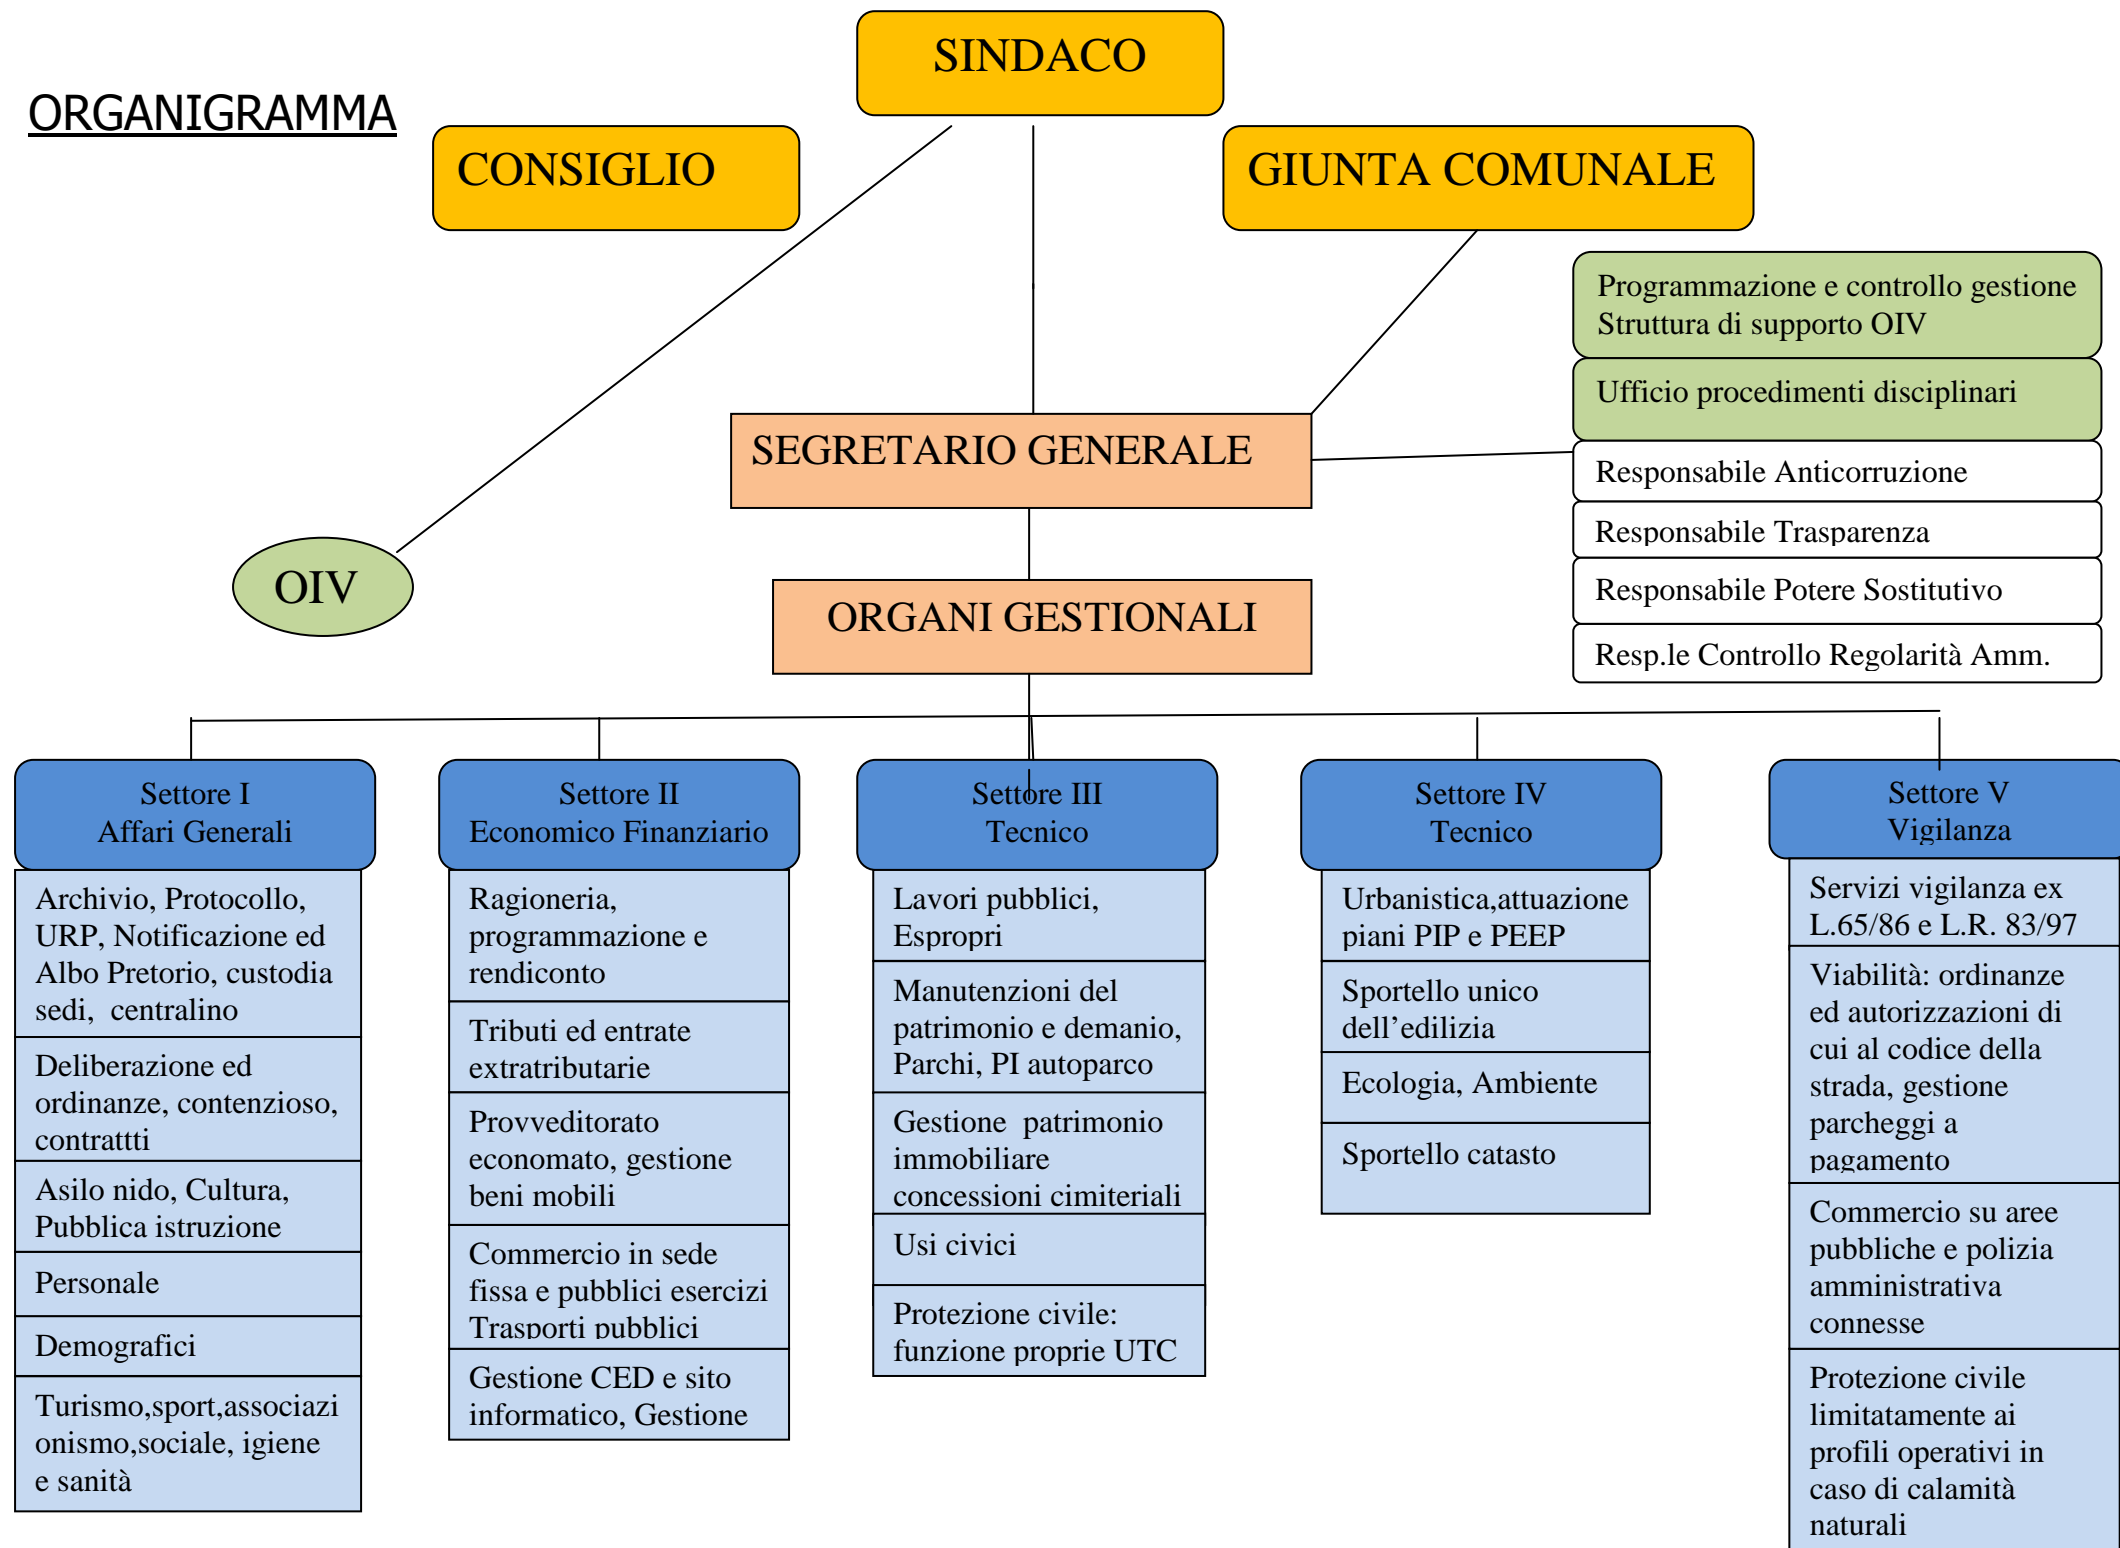 SINDACO
ORGANIGRAMMA
CONSIGLIO
GIUNTA COMUNALE
Programmazione e controllo gestione
Struttura di supporto OIV
Ufficio procedimenti disciplinari
SEGRETARIO GENERALE
Responsabile Anticorruzione
Responsabile Trasparenza
OIV
Responsabile Potere Sostitutivo
ORGANI GESTIONALI
Resp.le Controllo Regolarità Amm.
Settore I
Affari Generali
Archivio, Protocollo,
URP, Notificazione ed
Albo Pretorio, custodia
sedi, centralino
Deliberazione ed
ordinanze, contenzioso,
contrattti
Asilo nido, Cultura,
Pubblica istruzione
Personale
Demografici
Turismo,sport,associazi
onismo,sociale, igiene
e sanità
Settore II
Economico Finanziario
Ragioneria,
programmazione e
rendiconto
Tributi ed entrate
extratributarie
Provveditorato
economato, gestione
beni mobili
Commercio in sede
fissa e pubblici esercizi
Trasporti pubblici
Gestione CED e sito
informatico, Gestione
Settore III
Tecnico
Lavori pubblici,
Espropri
Manutenzioni del
patrimonio e demanio,
Parchi, PI autoparco
Gestione patrimonio
immobiliare
concessioni cimiteriali
Usi civici
Protezione civile:
funzione proprie UTC
Settore IV
Tecnico
Urbanistica,attuazione
piani PIP e PEEP
Sportello unico
dell’edilizia
Ecologia, Ambiente
Sportello catasto
Settore V
Vigilanza
Servizi vigilanza ex
L.65/86 e L.R. 83/97
Viabilità: ordinanze
ed autorizzazioni di
cui al codice della
strada, gestione
parcheggi a
pagamento
Commercio su aree
pubbliche e polizia
amministrativa
connesse
Protezione civile
limitatamente ai
profili operativi in
caso di calamità
naturali